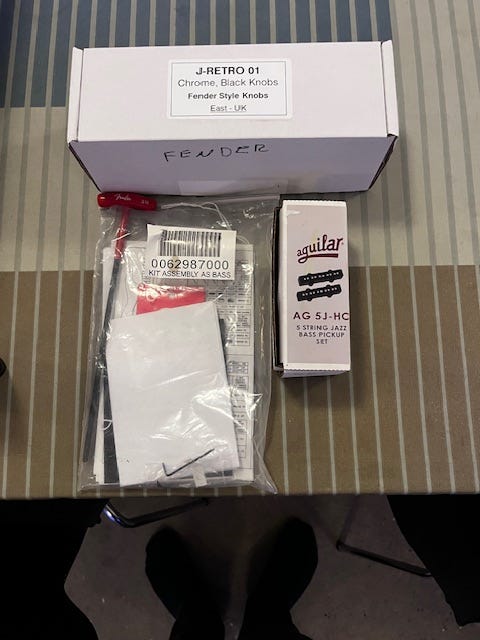 J-RETRO 01
Chrome, Black Knobs
Fender Style Knobs
East - UK
FENDER
Fender
0062987000
KIT ASSEMBLY AS BASS
aguilar
AG 5J-HC
5 STRING JAZZ
BASS PICKUP
SET